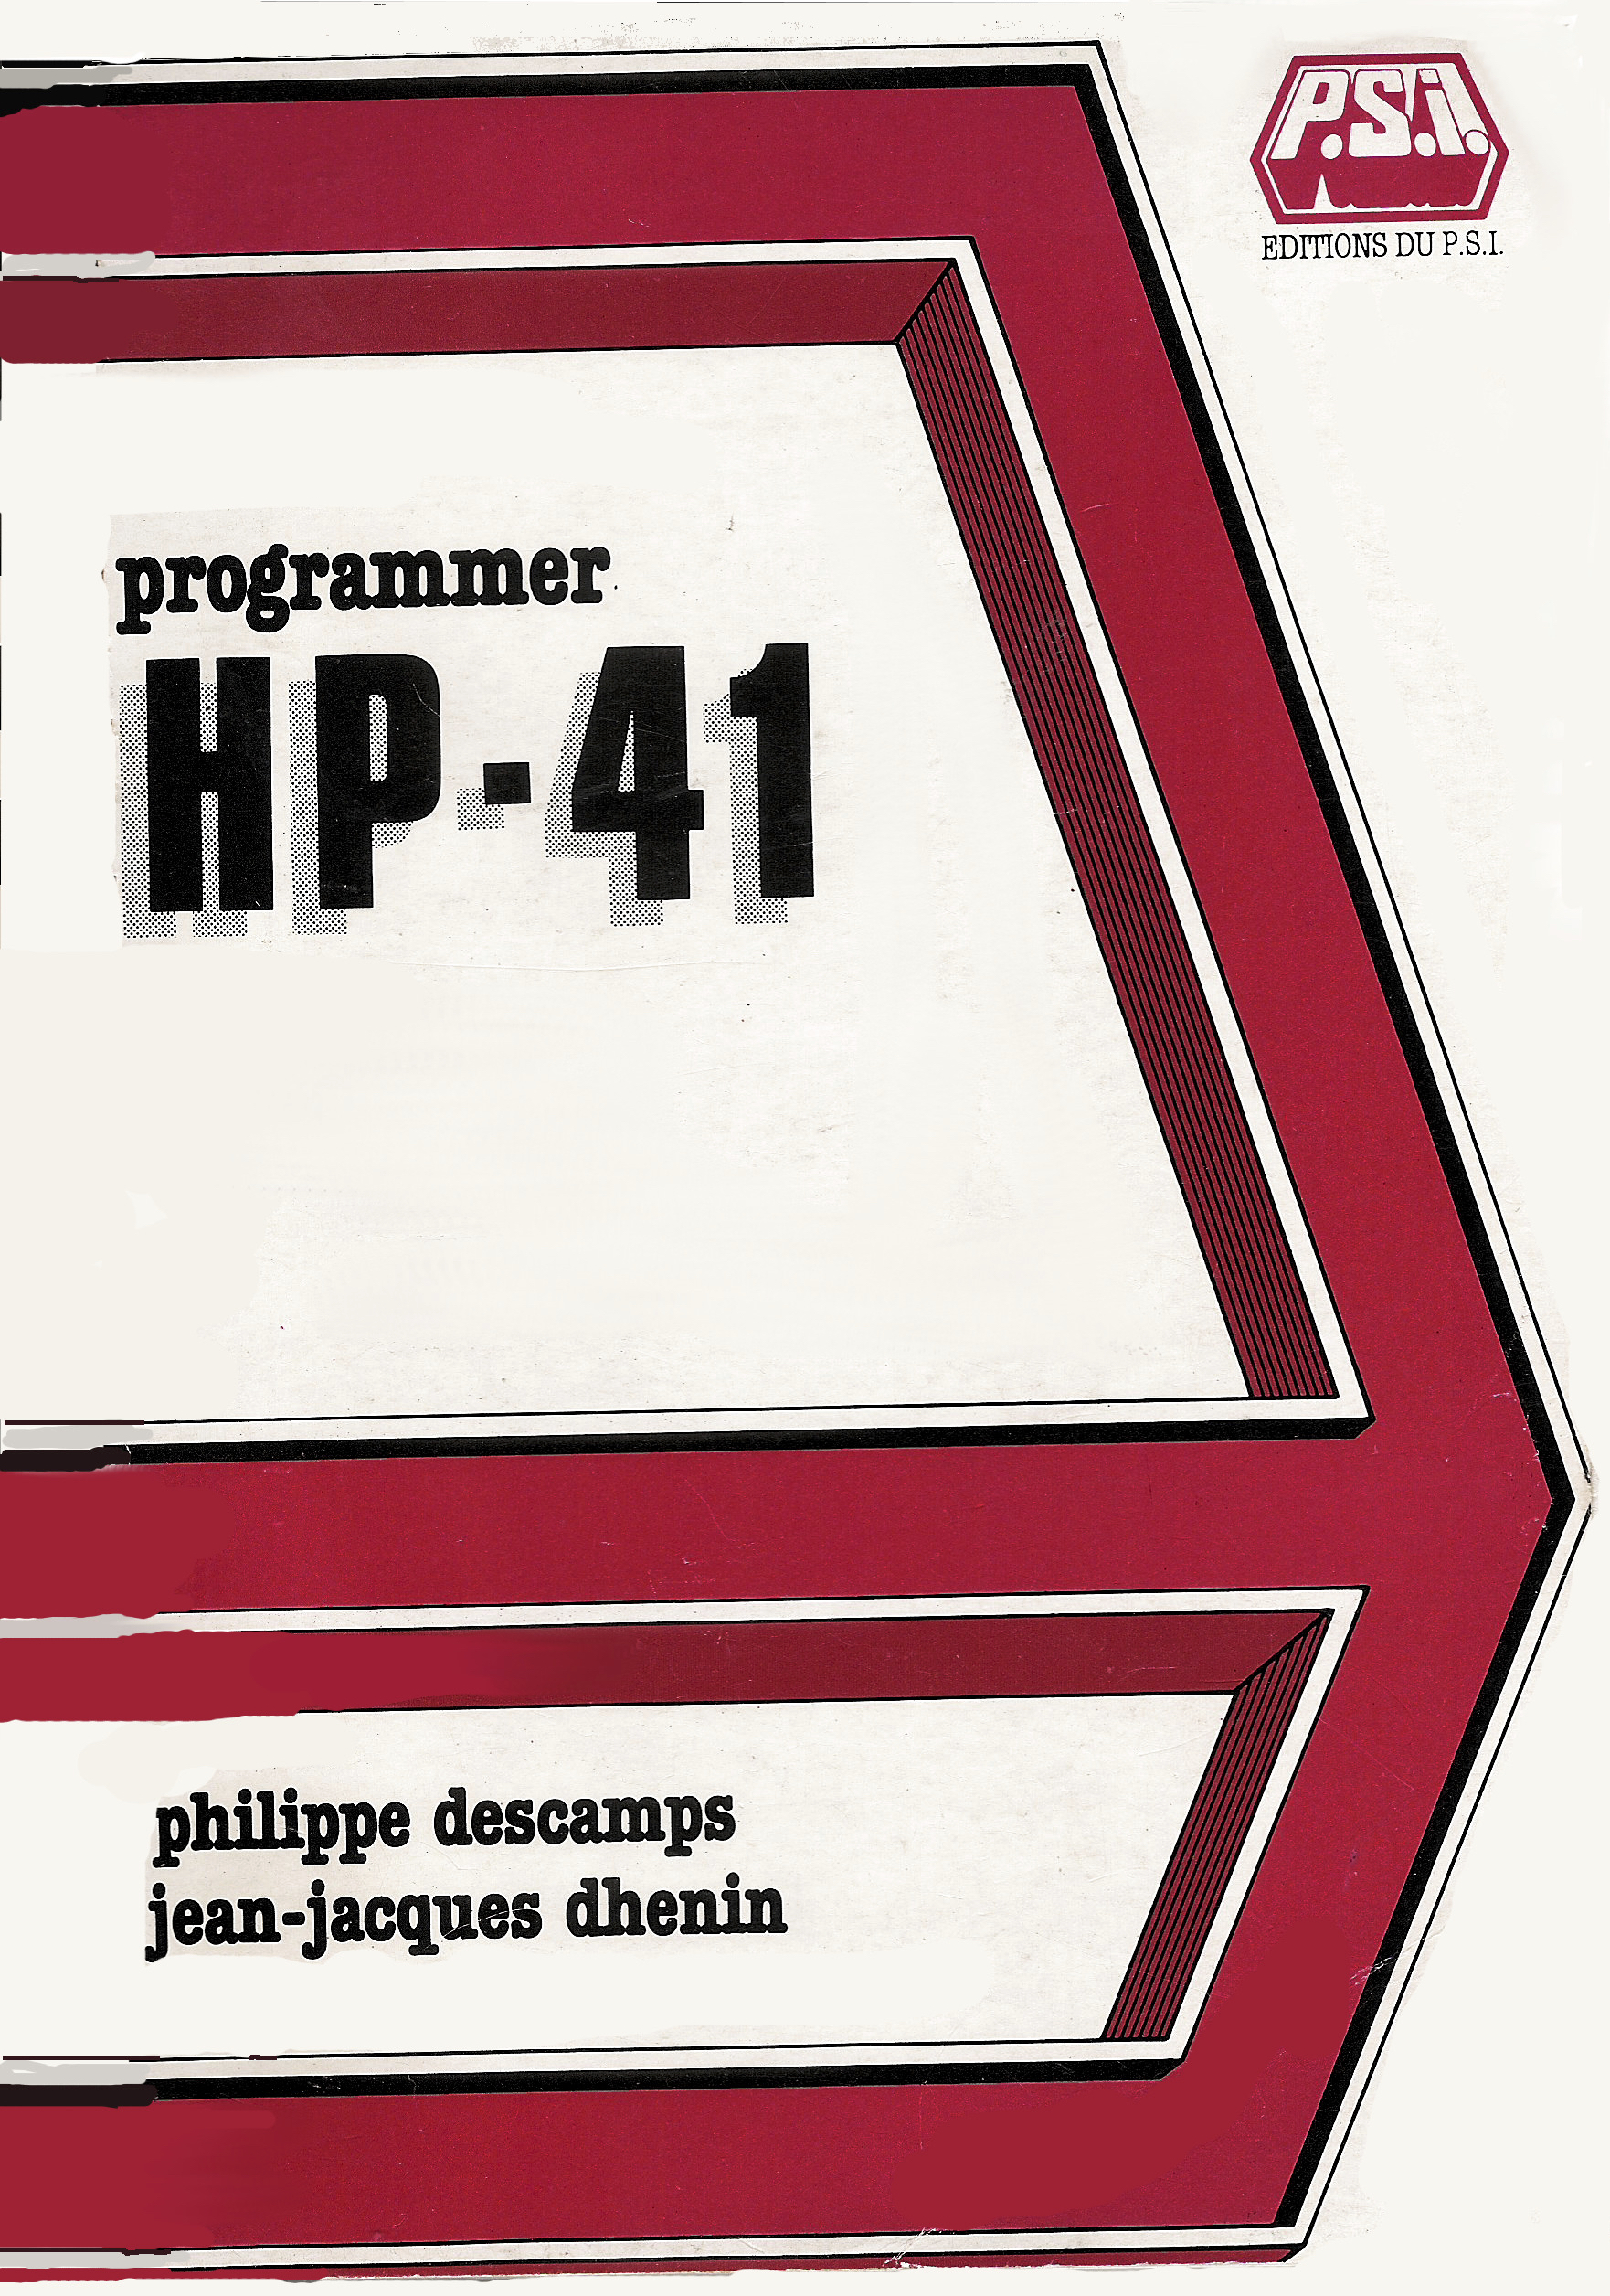 P.S.i.
EDITIONS DU P.S.I.
programmer
HP-41
philippe descamps
jean-jacques dhenin